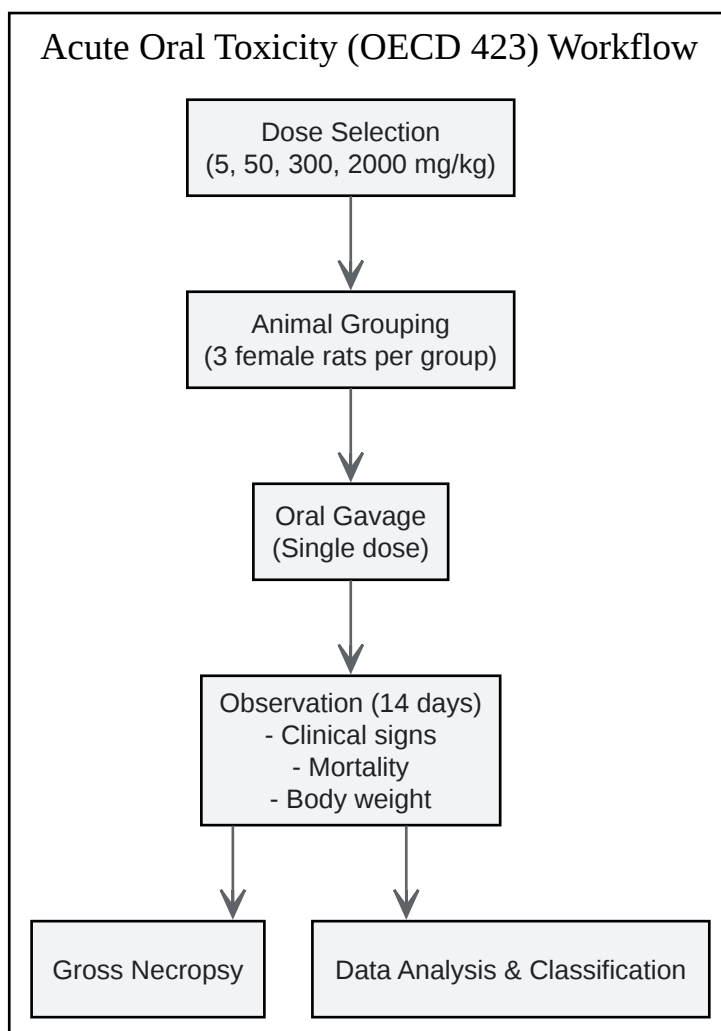 Acute Oral Toxicity (OECD 423) Workflow
Dose Selection
(5, 50, 300, 2000 mg/kg)
Animal Grouping
(3 female rats per group)
Oral Gavage
(Single dose)
Observation (14 days)
- Clinical signs
- Mortality
- Body weight
Gross Necropsy
Data Analysis & Classification